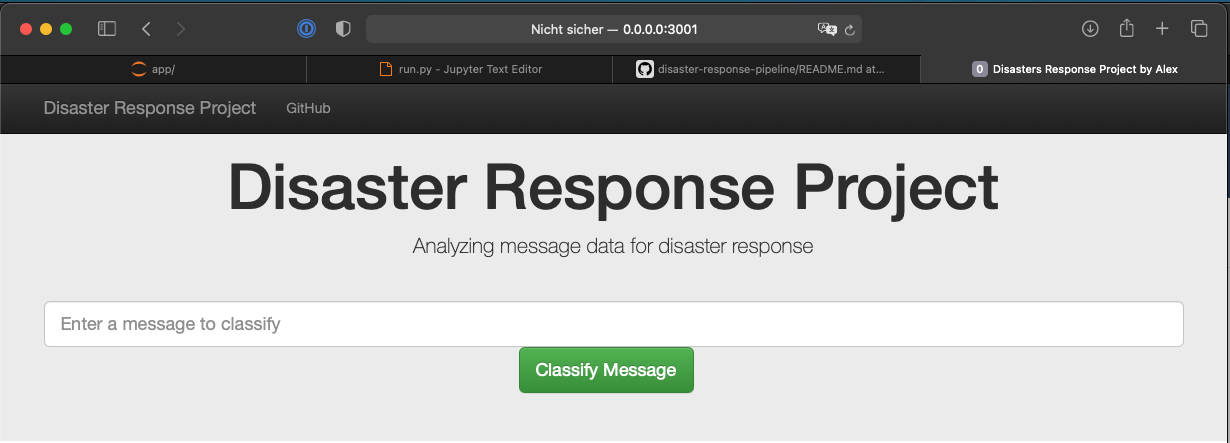 Nicht sicher — 0.0.0.0:3001
app/
run.py - Jupyter Text Editor
disaster-response-pipeline/README.md at...
0 Disasters Response Project by Alex
Disaster Response Project GitHub
Disaster Response Project
Analyzing message data for disaster response
Enter a message to classify
Classify Message